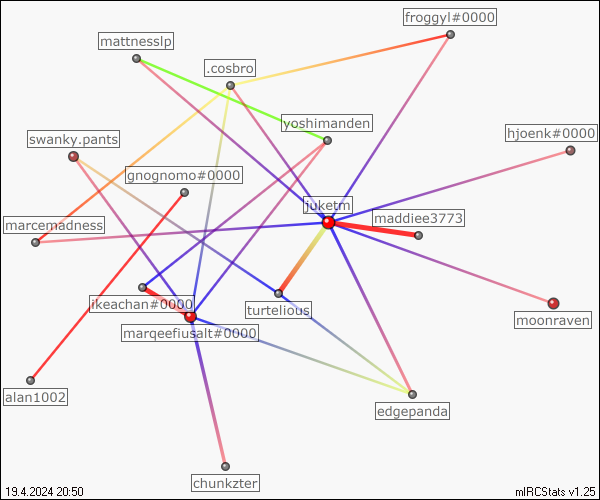 froggyl#0000
mattnesslp
.cosbro
yoshimanden
hjoenk#0000
swanky.pants
gnognomo#0000
juketm
maddiee3773
marcemadness
ikeachan#0000
turtelious
moonraven
marqeefiusalt#0000
alan1002
edgepanda
chunkzter
19.4.2024 20:50
mIRCStats v1.25